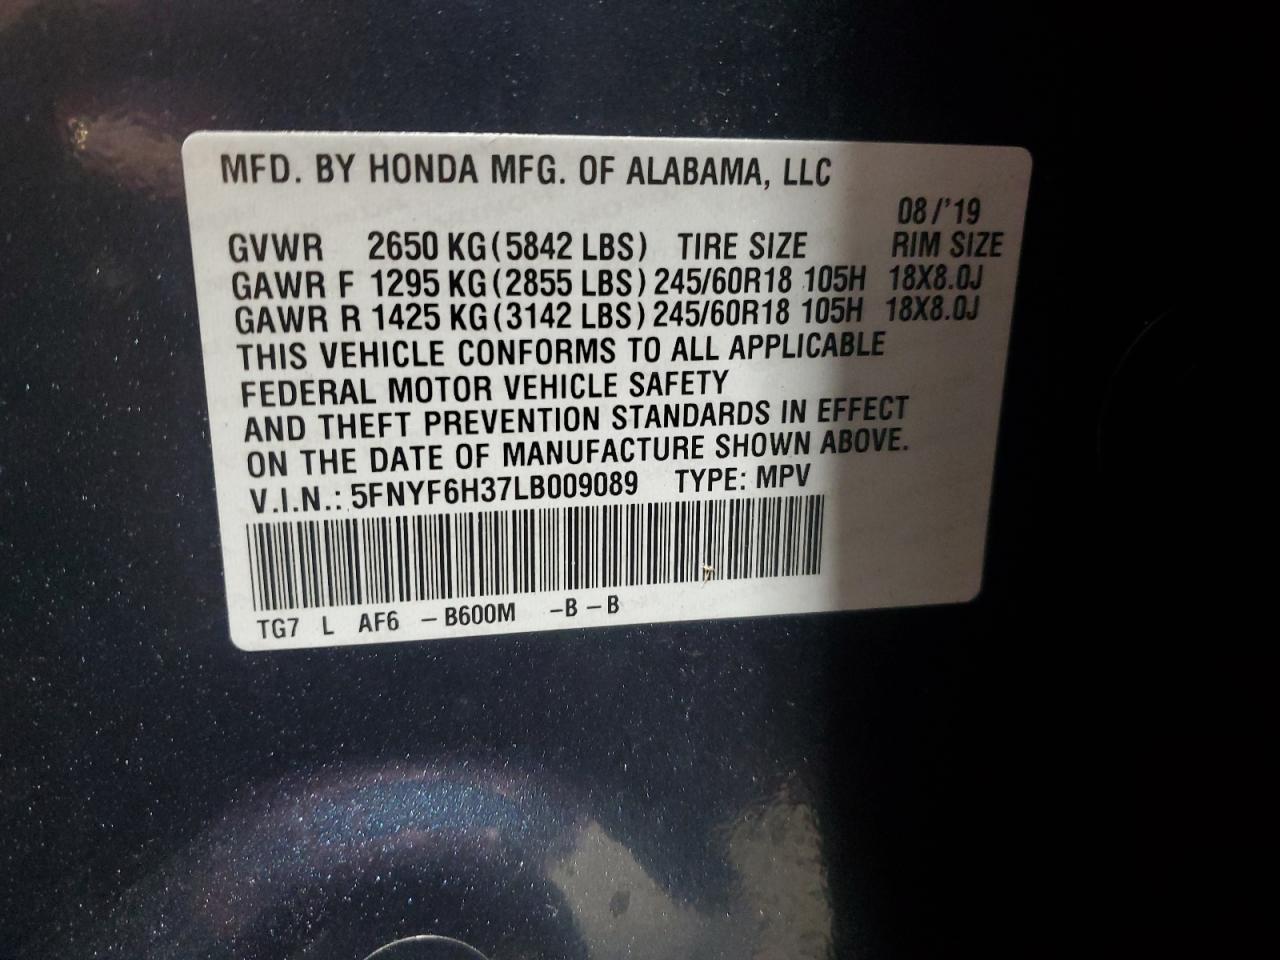 MFD. BY HONDA MFG. OF ALABAMA, LLC
08/'19
GVWR 2650 KG(5842 LBS) TIRE SIZE RIM SIZE
GAWR F 1295 KG(2855 LBS) 245/60R18 105H 18X8.0J
GAWR R 1425 KG(3142 LBS) 245/60R18 105H 18X8.0J
THIS VEHICLE CONFORMS TO ALL APPLICABLE
FEDERAL MOTOR VEHICLE SAFETY
AND THEFT PREVENTION STANDARDS IN EFFECT
ON THE DATE OF MANUFACTURE SHOWN ABOVE.
V.I.N.: 5FNYF6H37LB009089 TYPE: MPV
TG7 L AF6 – B600M –B – B